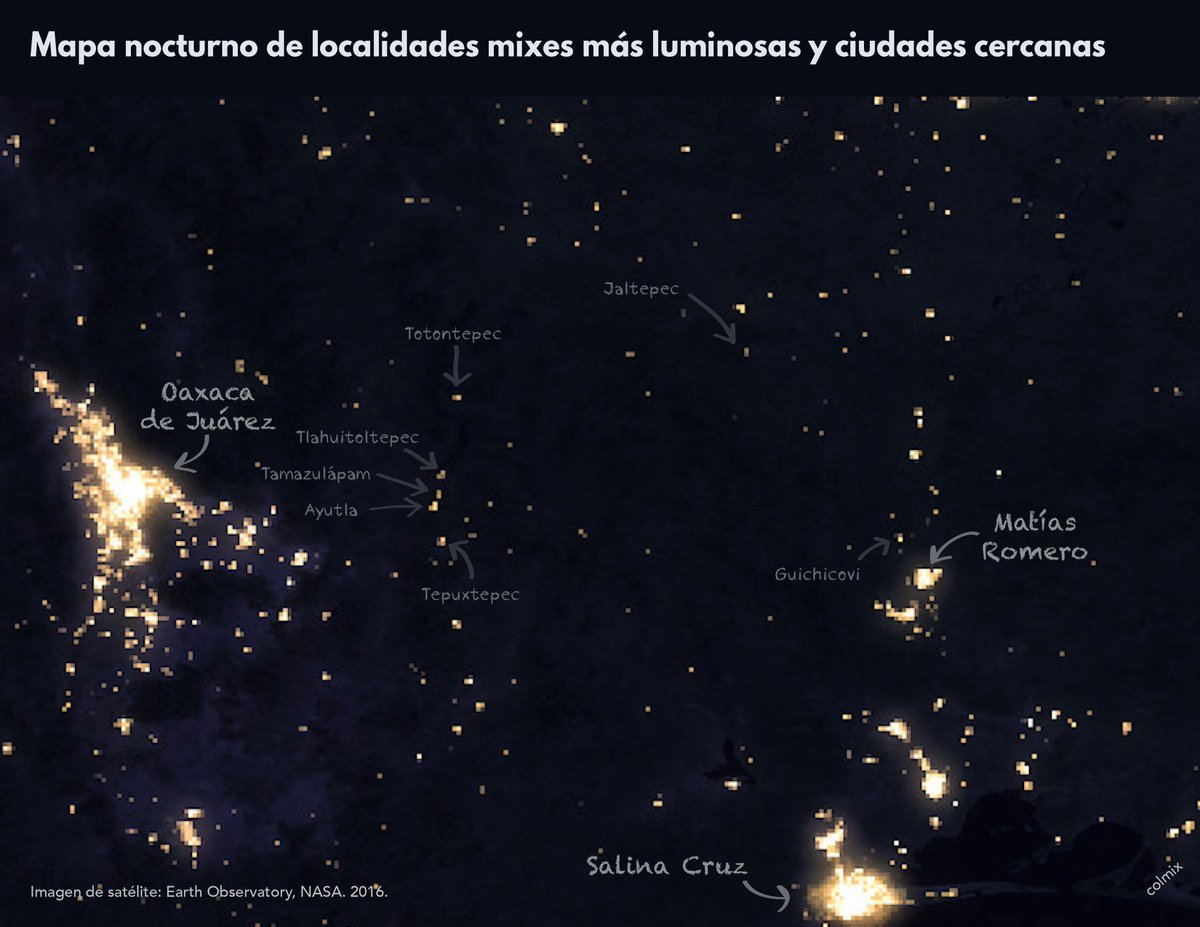 Mapa nocturno de localidades mixes más luminosas y ciudades cercanas
Jaltepec
Totontepec
Oaxaca
de Juárez
Tlahuitoltepec
Tamazulápam
Ayutla
Matías
Romero
Guichicovi
Tepuxtepec
Salina Cruz
Imagen de satélite: Earth Observatory, NASA. 2016.
colmix